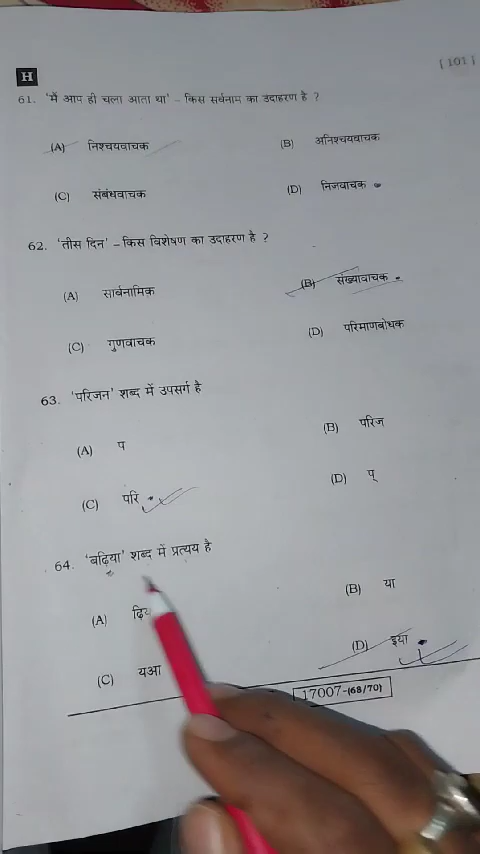 [101]
H
61. 'मैं आप ही चला आता था' – किस सर्वनाम का उदाहरण है ?
(A) निश्चयवाचक
(B) अनिश्चयवाचक
(C) संबंधवाचक
(D) निजवाचक
62. 'तीस दिन' – किस विशेषण का उदाहरण है ?
(A) सार्वनामिक
(B) संख्यावाचक
(C) गुणवाचक
(D) परिमाणबोधक
63. 'परिजन' शब्द में उपसर्ग है
(A) प
(B) परिज
(C) परि
(D) प्
64. 'बढ़िया' शब्द में प्रत्यय है
(A)
(B) या
(C) यआ
(D) इया
17007-(68/70)